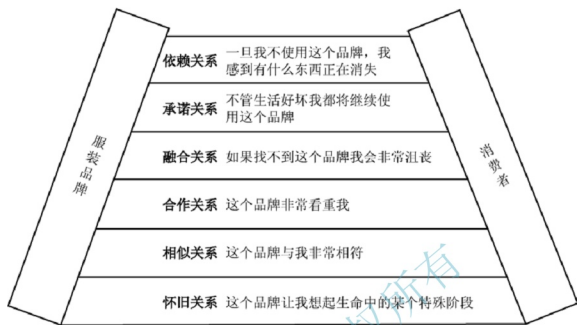 服装品牌
依赖关系 一旦我不使用这个品牌，我
感到有什么东西正在消失
承诺关系 不管生活好坏我都将继续使
用这个品牌
融合关系 如果找不到这个品牌我会非常沮丧
合作关系 这个品牌非常看重我
相似关系 这个品牌与我非常相符
怀旧关系 这个品牌让我想起生命中的某个特殊阶段
消费者
权所有